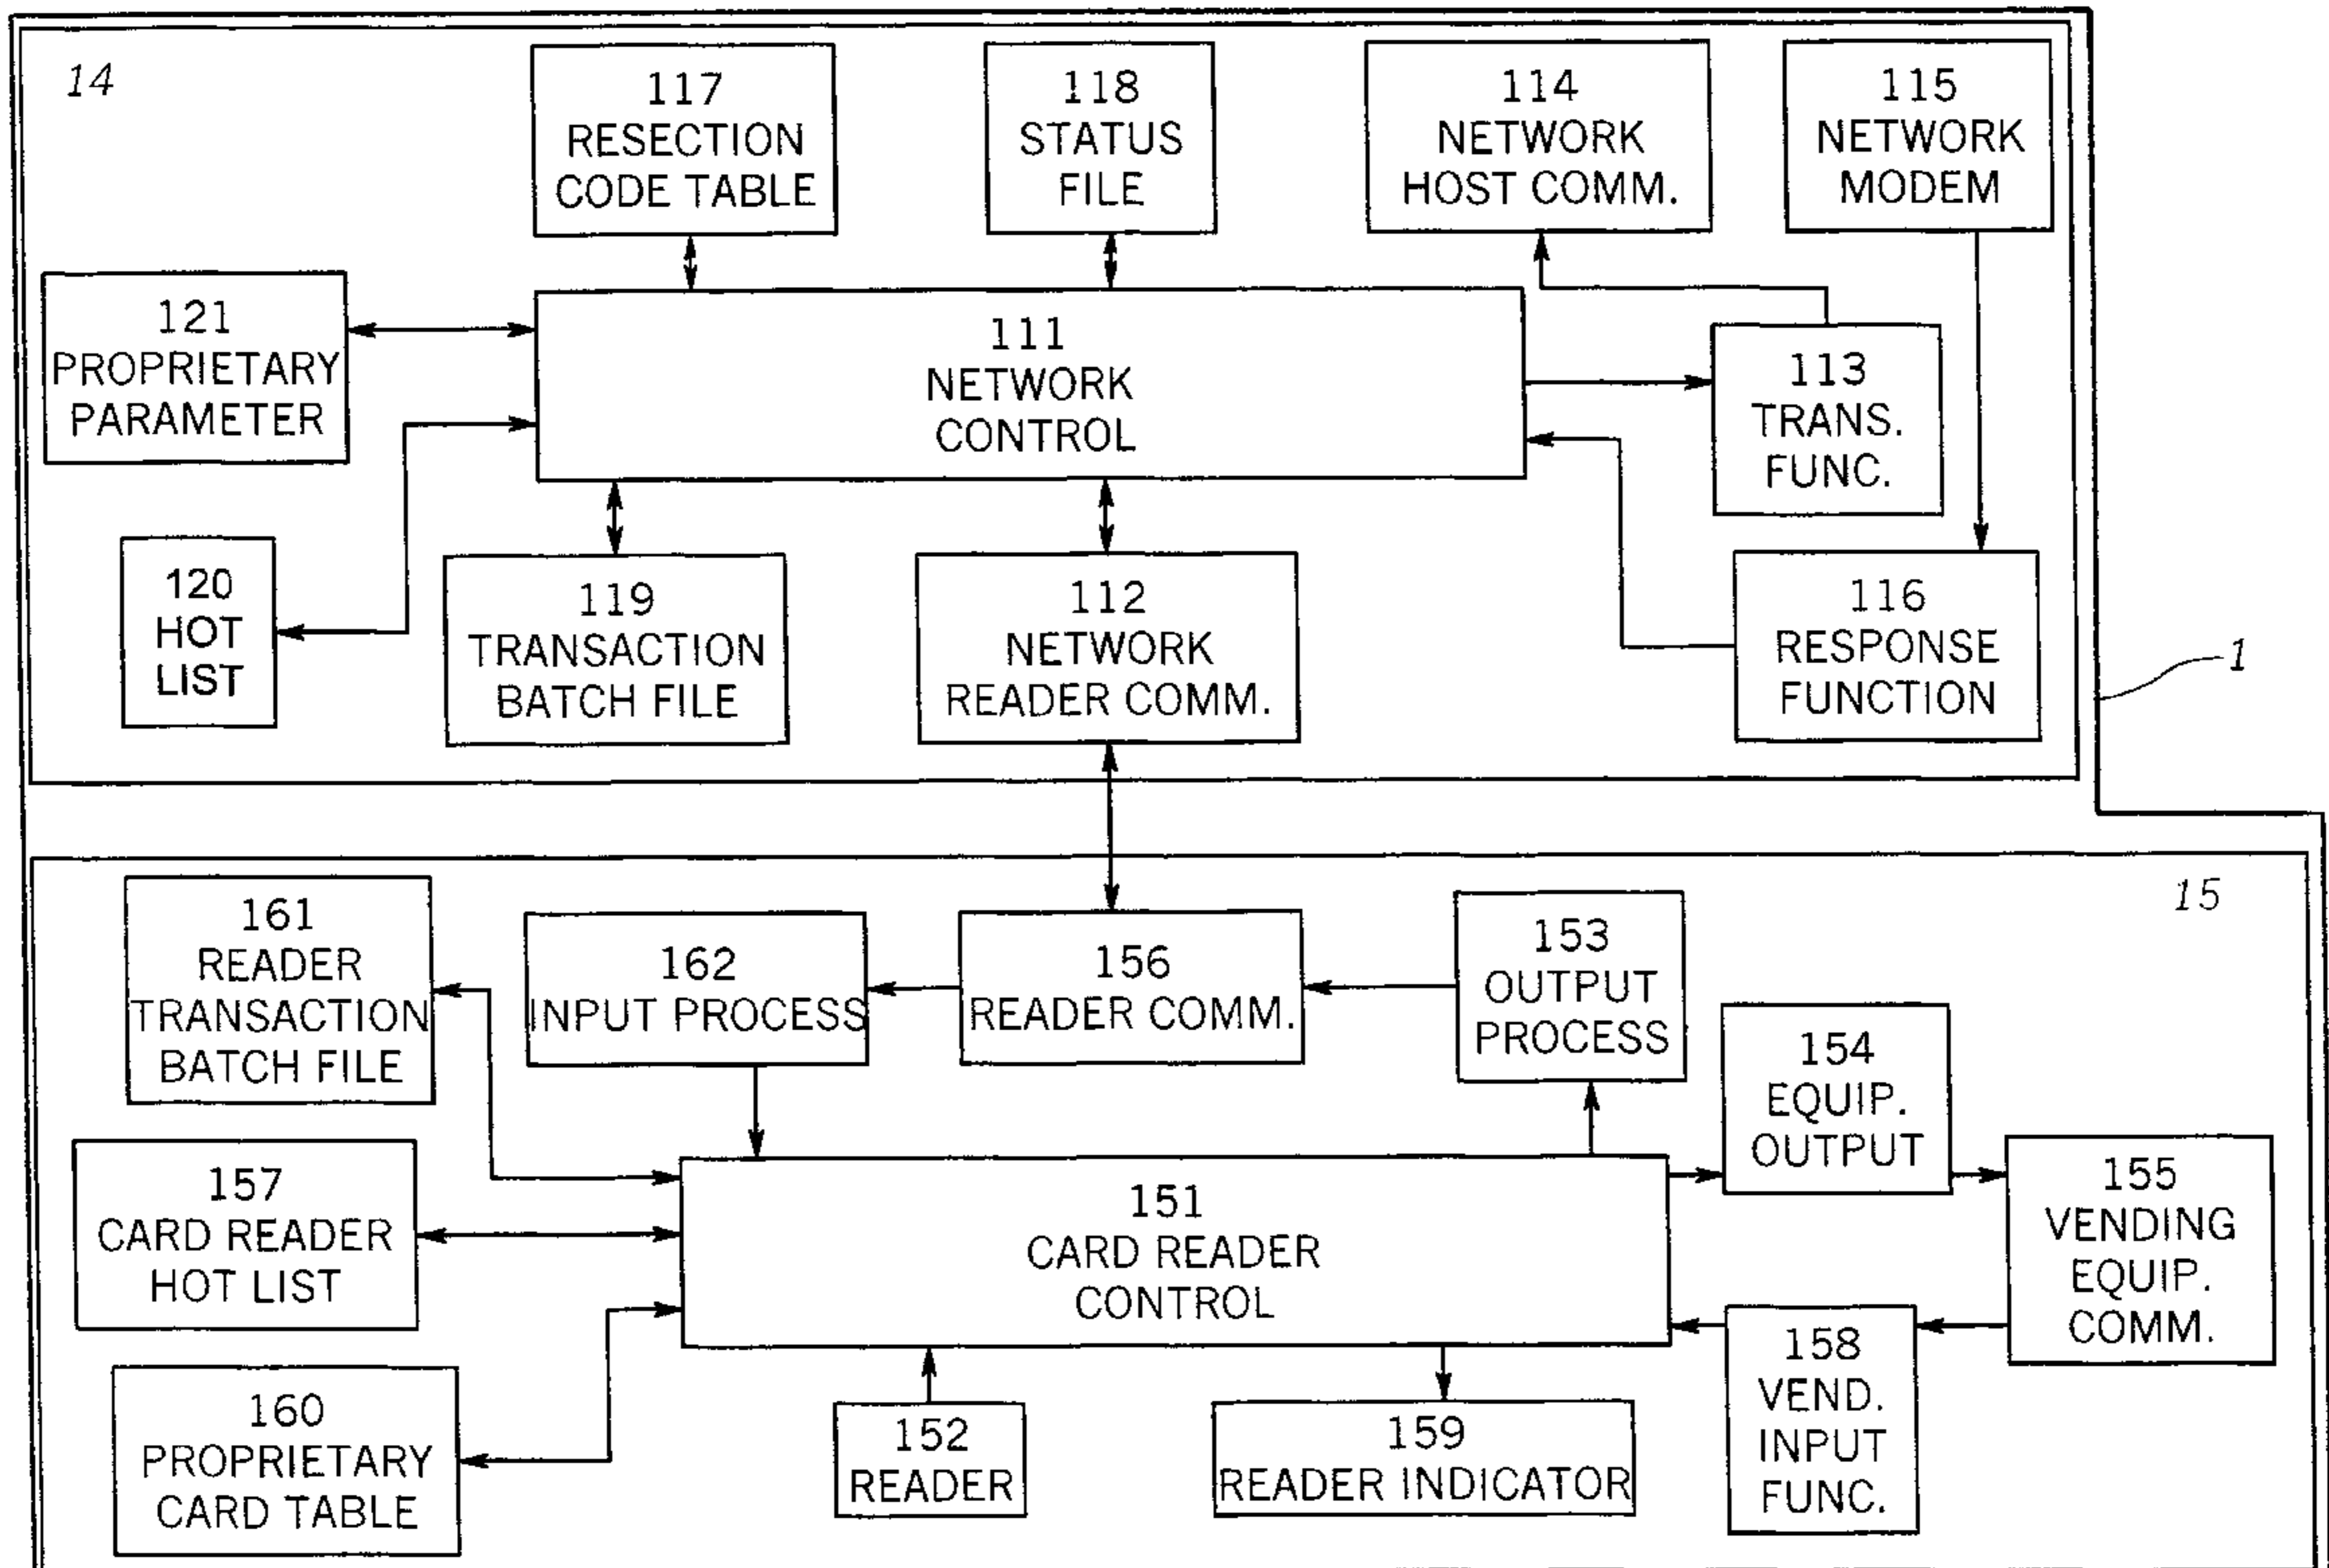 14
117
RESECTION
CODE TABLE
118
STATUS
FILE
114
NETWORK
HOST COMM.
115
NETWORK
MODEM
121
PROPRIETARY
PARAMETER
111
NETWORK
CONTROL
113
TRANS.
FUNC.
120
HOT
LIST
119
TRANSACTION
BATCH FILE
112
NETWORK
READER COMM.
116
RESPONSE
FUNCTION
1
15
161
READER
TRANSACTION
BATCH FILE
162
INPUT PROCESS
156
READER COMM.
153
OUTPUT
PROCESS
154
EQUIP.
OUTPUT
157
CARD READER
HOT LIST
151
CARD READER
CONTROL
155
VENDING
EQUIP.
COMM.
160
PROPRIETARY
CARD TABLE
152
READER
159
READER INDICATOR
158
VEND.
INPUT
FUNC.